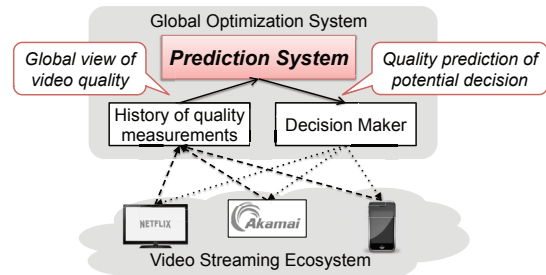 Global Optimization System
Global view of
video quality
Prediction System
Quality prediction of
potential decision
History of quality
measurements
Decision Maker
NETFLIX
Akamai
Video Streaming Ecosystem